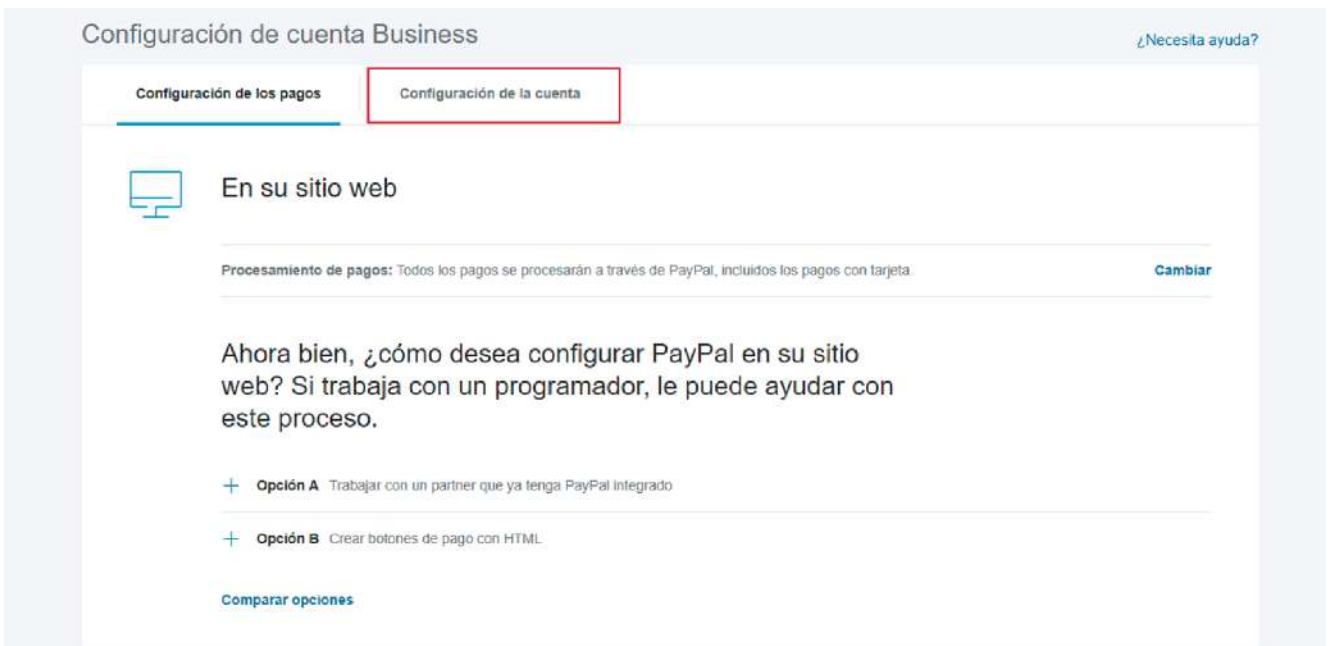 Configuración de cuenta Business
¿Necesita ayuda?
Configuración de los pagos
Configuración de la cuenta
En su sitio web
Procesamiento de pagos: Todos los pagos se procesarán a través de PayPal, incluidos los pagos con tarjeta.
Cambiar
Ahora bien, ¿cómo desea configurar PayPal en su sitio
web? Si trabaja con un programador, le puede ayudar con
este proceso.
Opción A Trabajar con un partner que ya tenga PayPal integrado
Opción B Crear botones de pago con HTML.
Comparar opciones